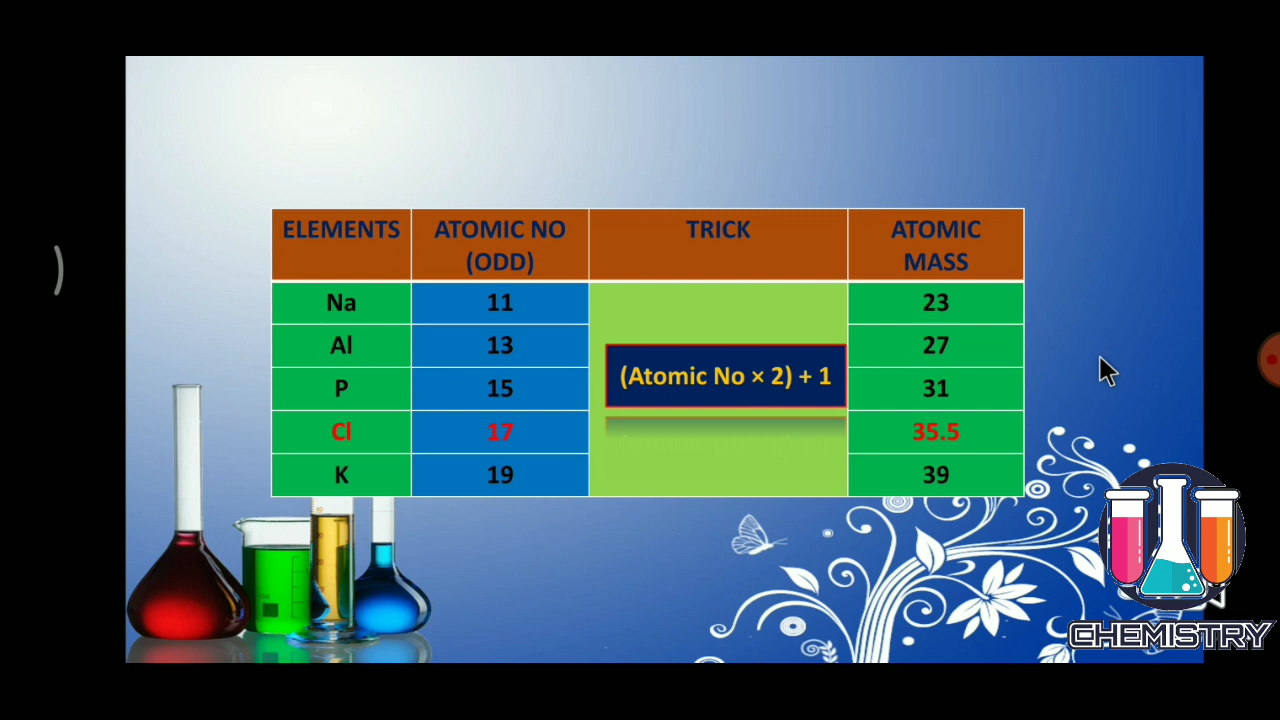 ELEMENTS ATOMIC NO (ODD) TRICK ATOMIC MASS
Na 11 23
Al 13 27
(Atomic No × 2) + 1
P 15 31
Cl 17 35.5
K 19 39
CHEMISTRY